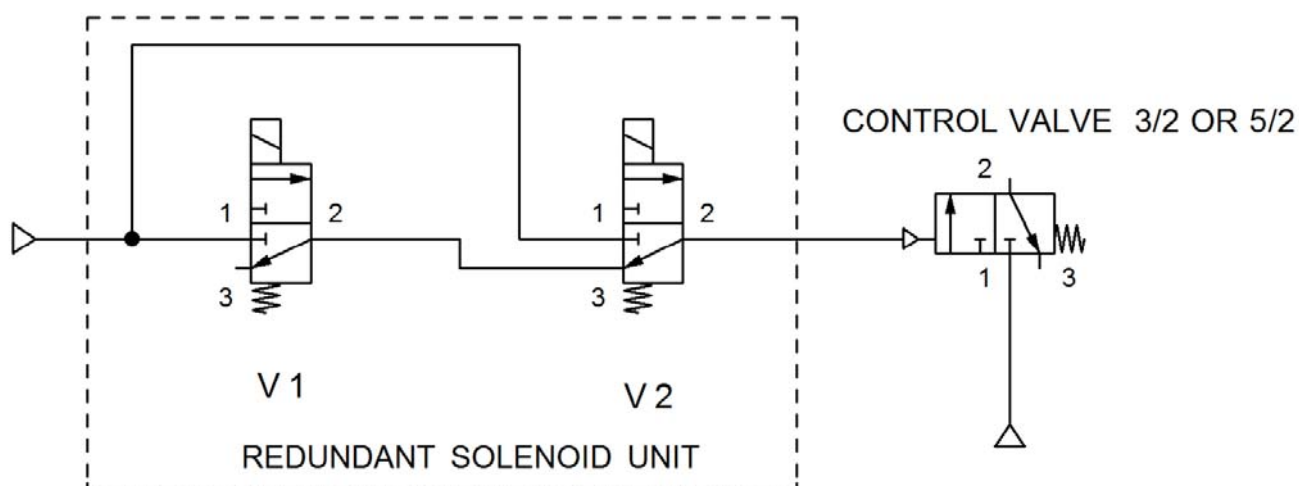 CONTROL VALVE 3/2 OR 5/2
2
1 2
1 2
3
3
1 3
V 1
V 2
REDUNDANT SOLENOID UNIT